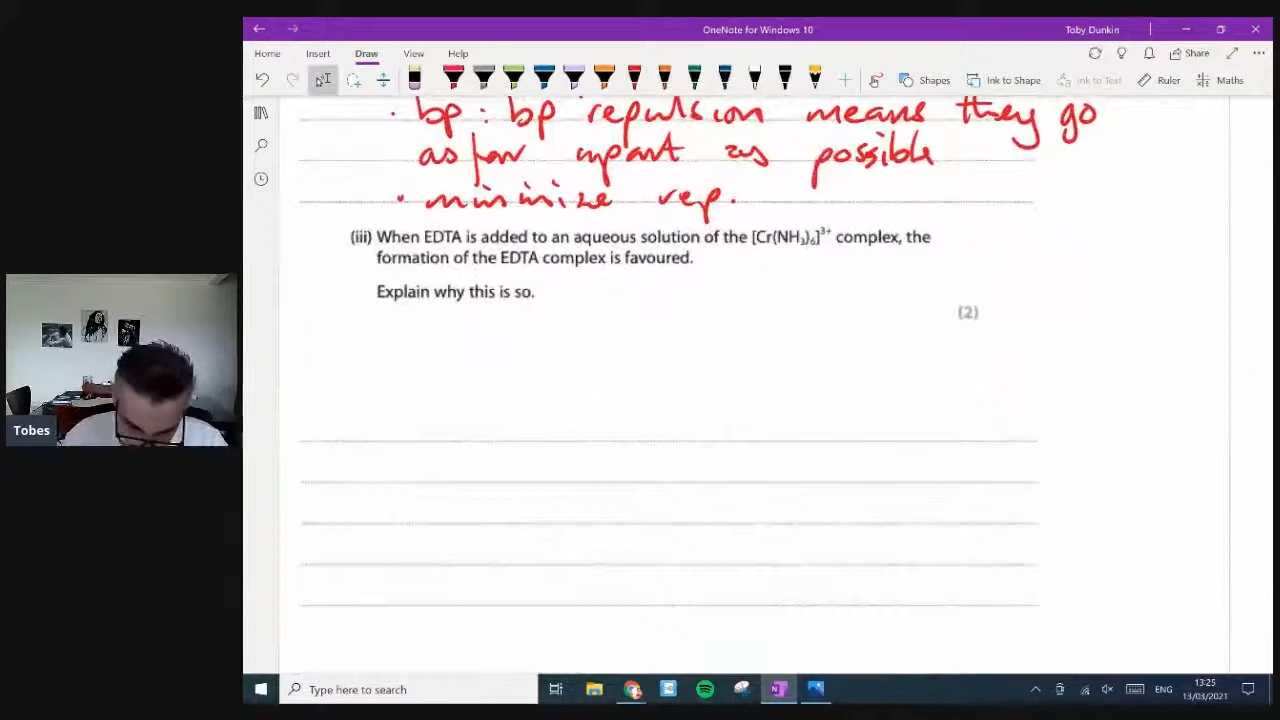 OneNote for Windows 10
Toby Dunkin
Home Insert Draw View Help
Share
Shapes
Ink to Shape
Ink to Text
Ruler
Maths
· bp : bp repulsion means they go
as far apart as possible
· minimize rep.
(iii) When EDTA is added to an aqueous solution of the [Cr(NH₃)₆]³⁺ complex, the
formation of the EDTA complex is favoured.
Explain why this is so.
(2)
Tobes
Type here to search
ENG
13:25
13/03/2021